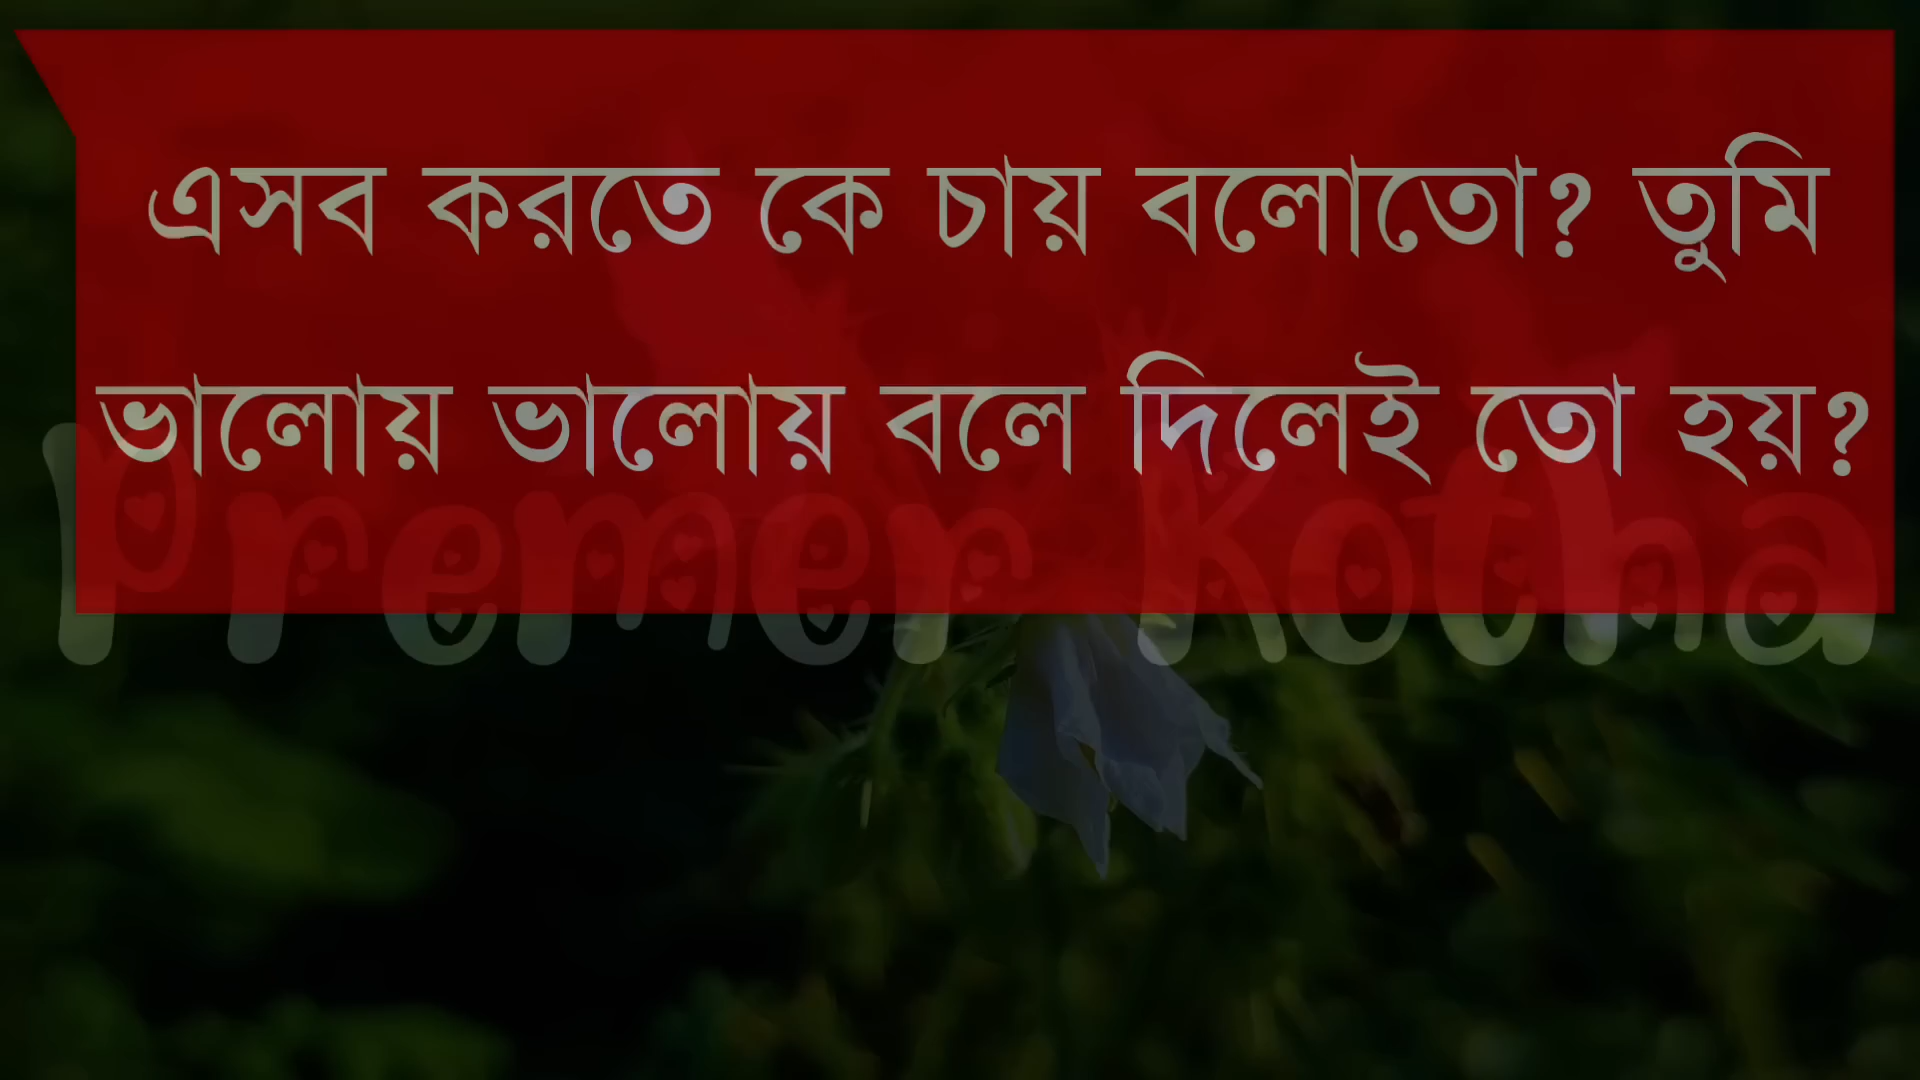 এসব করতে কে চায় বলোতো? তুমি
ভালোয় ভালোয় বলে দিলেই তো হয়?
Premer Kotha